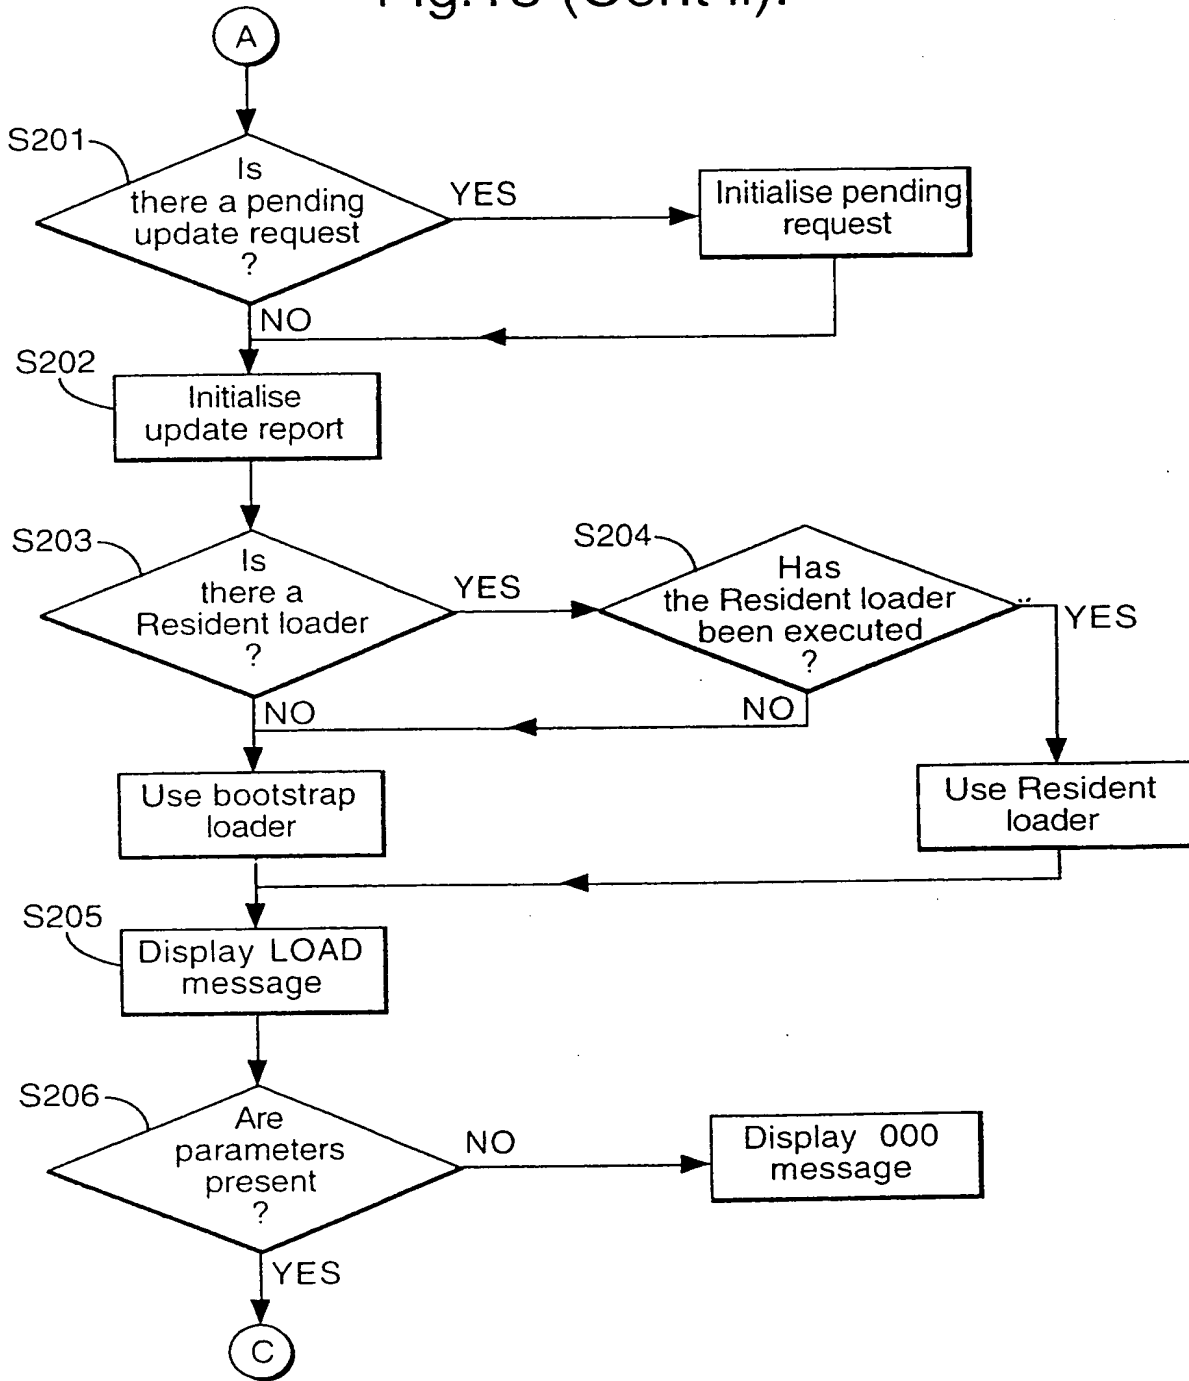 A
S201
Is
there a pending
update request
?
YES
Initialise pending
request
NO
S202
Initialise
update report
S203
Is
there a
Resident loader
?
YES
S204
Has
the Resident loader
been executed
?
YES
NO
NO
Use bootstrap
loader
Use Resident
loader
S205
Display LOAD
message
S206
Are
parameters
present
?
NO
Display 000
message
YES
C